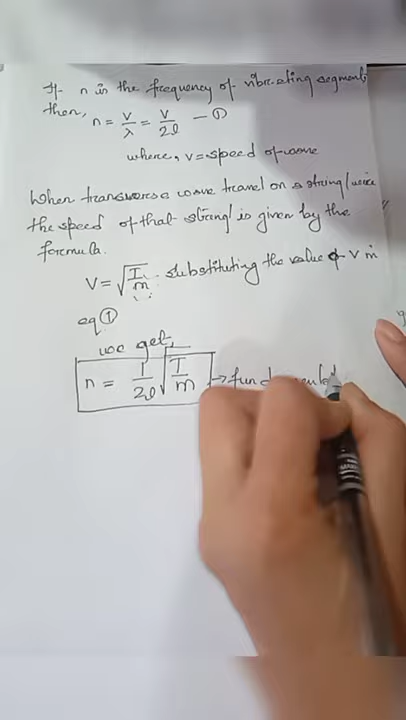 If n is the frequency of vibrating segment
then, n = V/λ = V/2l — ①
where, v = speed of wave
When transverse wave travel on a string/wire
the speed of that string is given by the
formula.
V = √(T/m) . substituting the value of V in
eq ①
we get,
n = 1/2l √(T/m) → fundamental